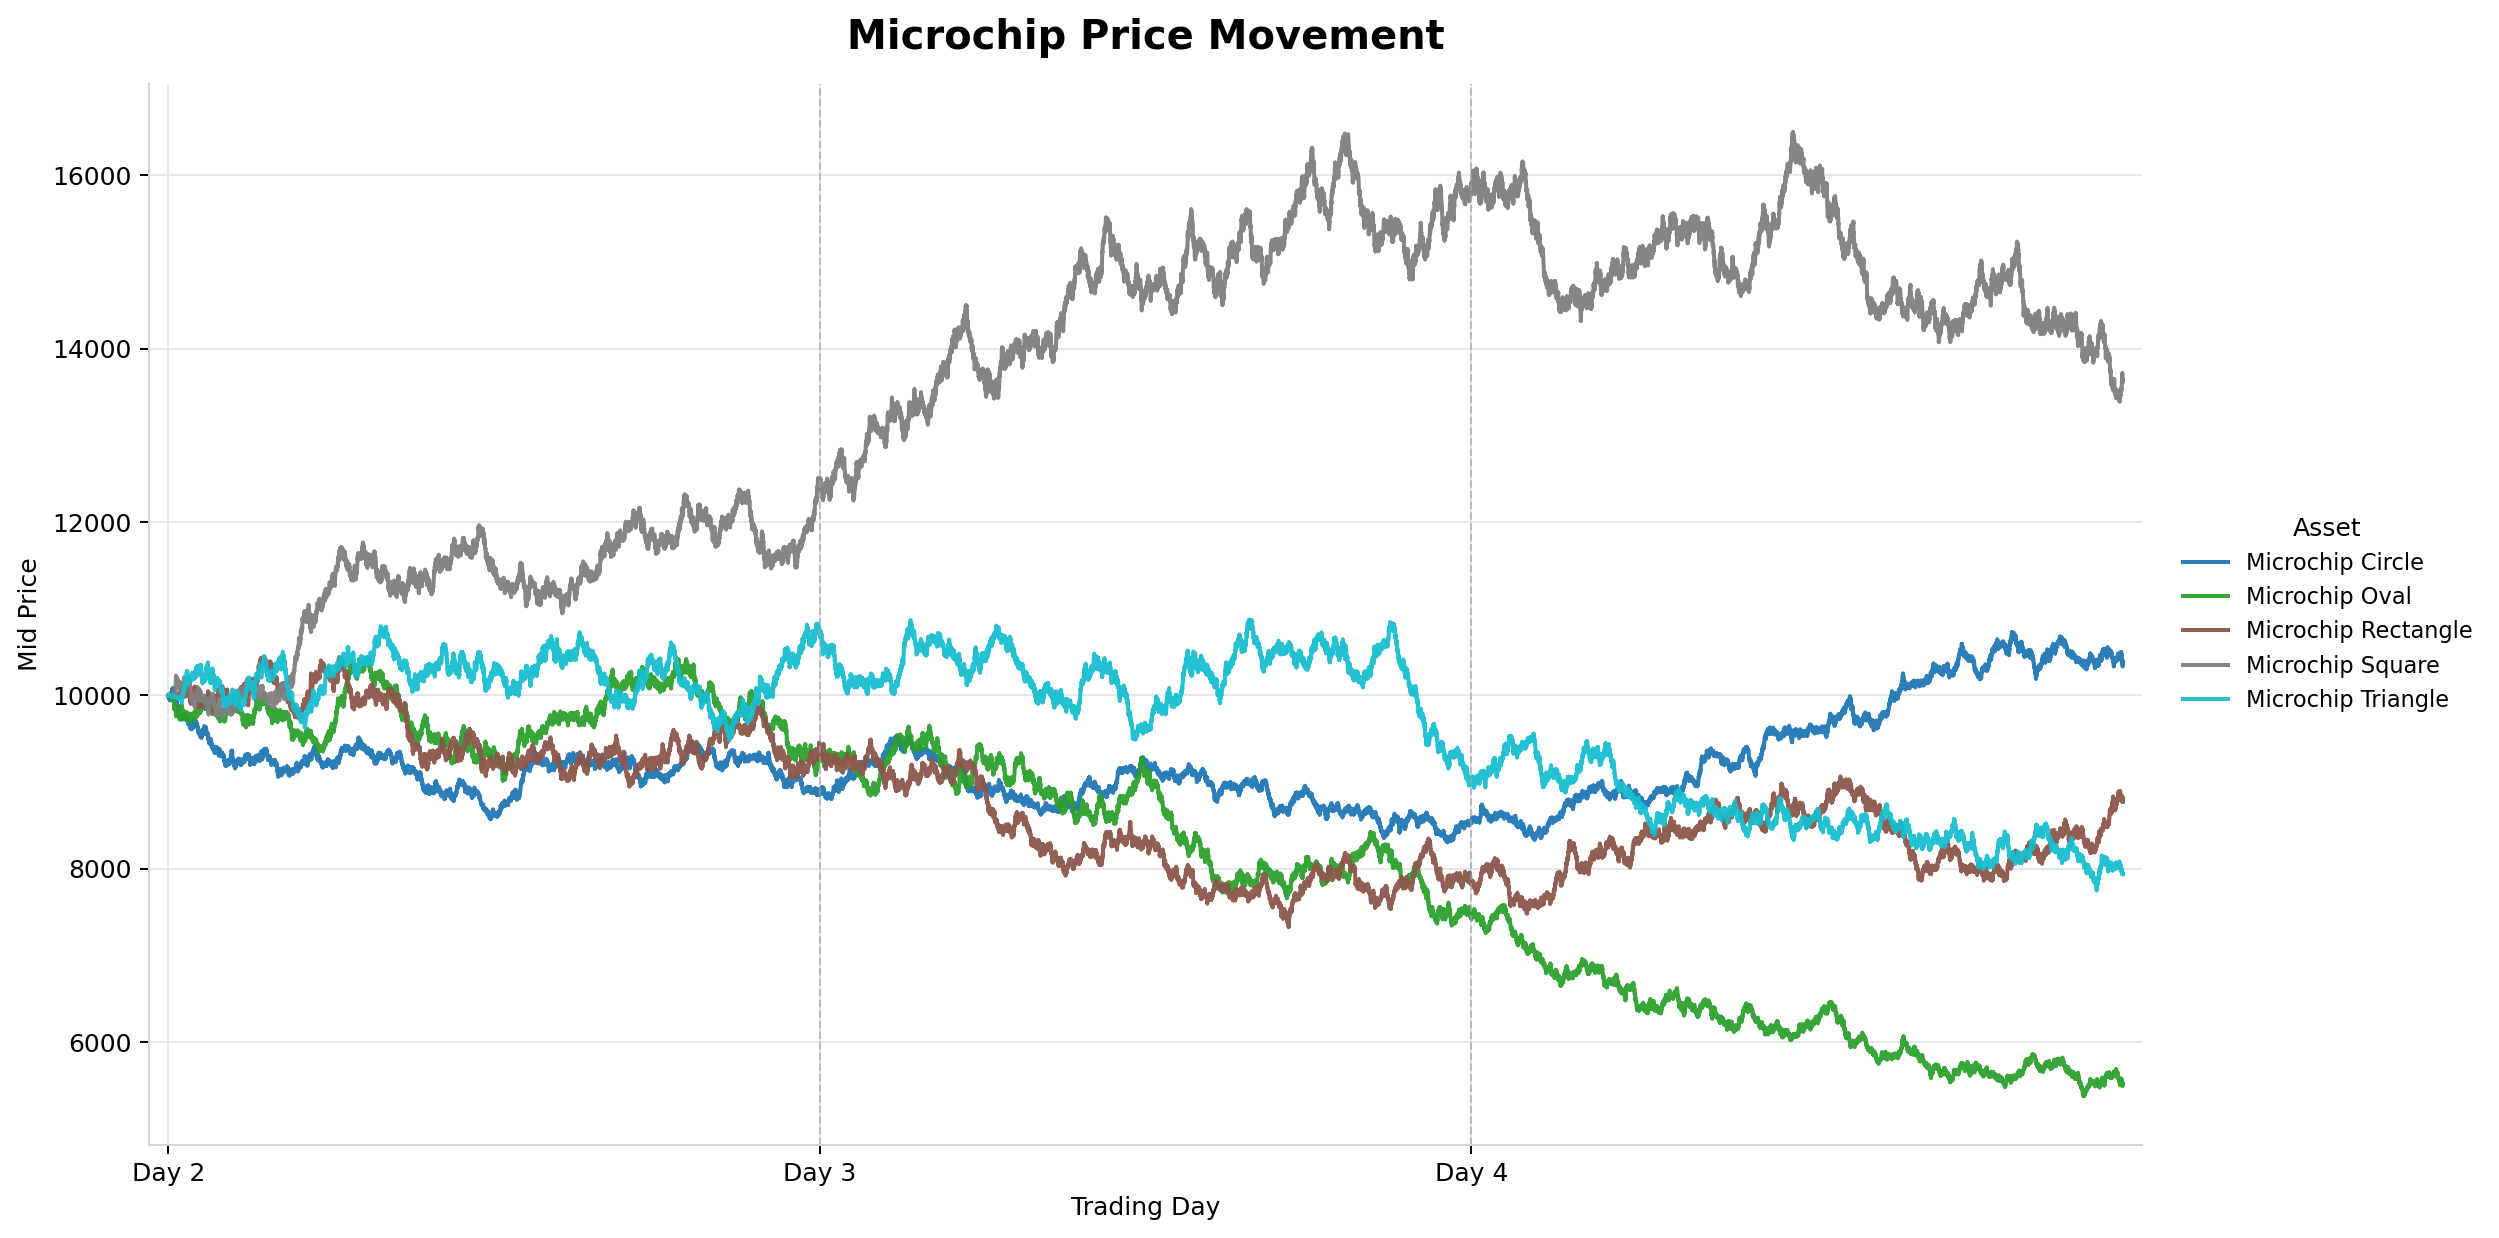 Microchip Price Movement
Mid Price
16000
14000
12000
10000
8000
6000
Day 2
Day 3
Day 4
Trading Day
Asset
Microchip Circle
Microchip Oval
Microchip Rectangle
Microchip Square
Microchip Triangle